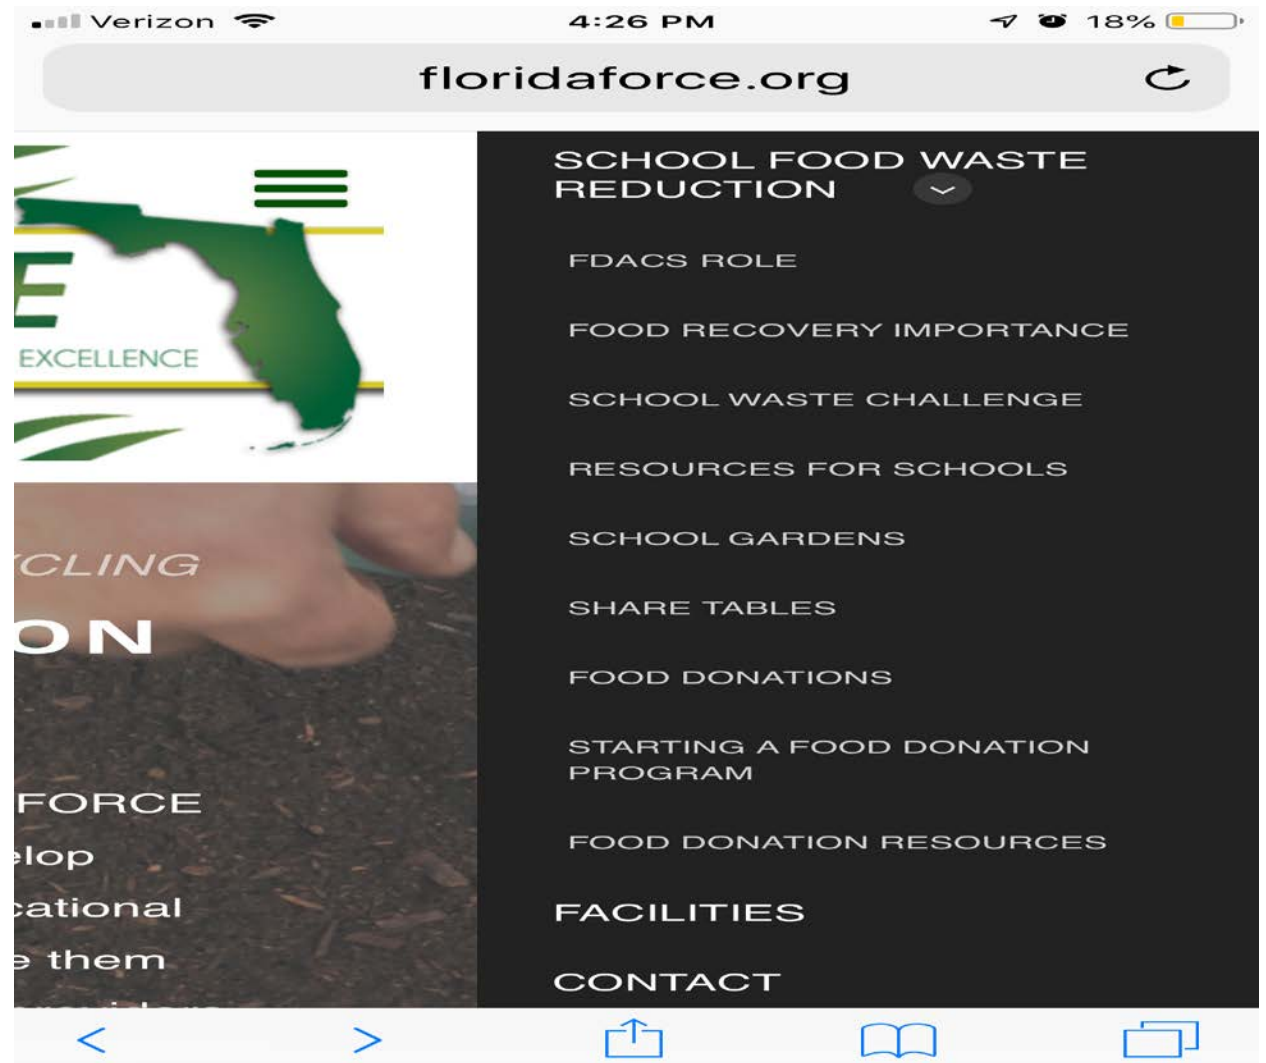 Verizon
4:26 PM
18%
floridaforce.org
E
EXCELLENCE
CLING
ON
FORCE
elop
cational
e them
SCHOOL FOOD WASTE
REDUCTION
FDACS ROLE
FOOD RECOVERY IMPORTANCE
SCHOOL WASTE CHALLENGE
RESOURCES FOR SCHOOLS
SCHOOL GARDENS
SHARE TABLES
FOOD DONATIONS
STARTING A FOOD DONATION
PROGRAM
FOOD DONATION RESOURCES
FACILITIES
CONTACT